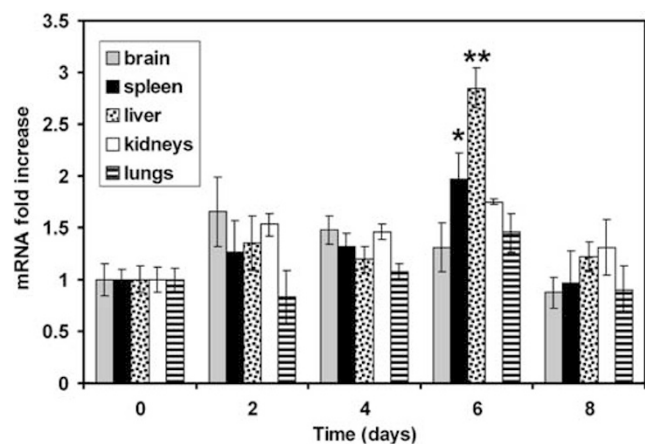 3.5
3
2.5
2
1.5
1
0.5
0
mRNA fold increase
brain
spleen
liver
kidneys
lungs
*
**
0 2 4 6 8
Time (days)